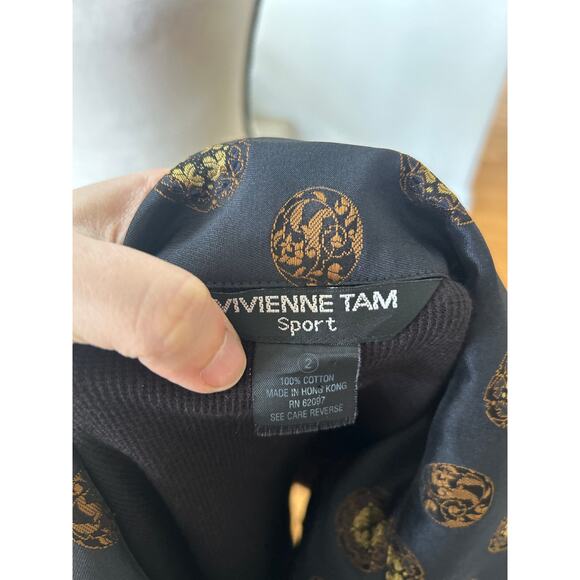 VIVIENNE TAM
Sport
2
100% COTTON
MADE IN HONG KONG
RN 62097
SEE CARE REVERSE